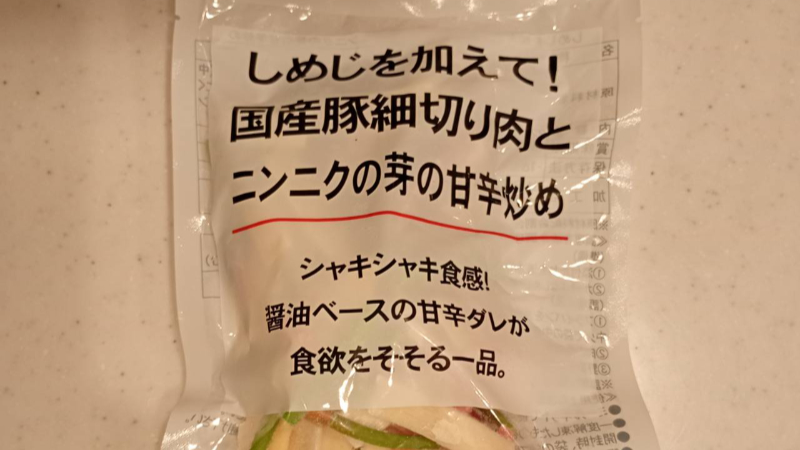 しめじを加えて!
国産豚細切り肉と
ニンニクの芽の甘辛炒め
シャキシャキ食感!
醤油ベースの甘辛ダレが
食欲をそそる一品。